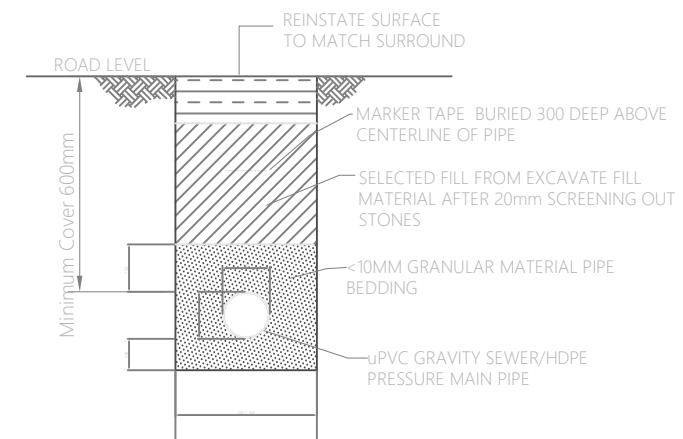 REINSTATE SURFACE
TO MATCH SURROUND
ROAD LEVEL
MARKER TAPE BURIED 300 DEEP ABOVE
CENTERLINE OF PIPE
SELECTED FILL FROM EXCAVATE FILL
MATERIAL AFTER 20mm SCREENING OUT
STONES
Minimum Cover 600mm
<10MM GRANULAR MATERIAL PIPE
BEDDING
uPVC GRAVITY SEWER/HDPE
PRESSURE MAIN PIPE